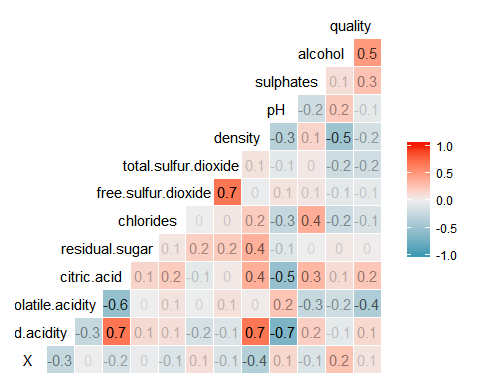 quality
alcohol 0.5
sulphates 0.1 0.3
pH -0.2 0.2 -0.1
density -0.3 0.1 -0.5 -0.2
total.sulfur.dioxide 0.1 -0.1 0 -0.2 -0.2
free.sulfur.dioxide 0.7 0 0.1 0.1 -0.1 -0.1
chlorides 0 0 0.2 -0.3 0.4 -0.2 -0.1
residual.sugar 0.1 0.2 0.2 0.4 -0.1 0 0 0
citric.acid 0.1 0.2 -0.1 0 0.4 -0.5 0.3 0.1 0.2
olatile.acidity -0.6 0 0.1 0 0.1 0 0.2 -0.3 -0.2 -0.4
d.acidity -0.3 0.7 0.1 0.1 -0.2 -0.1 0.7 -0.7 0.2 -0.1 0.1
X -0.3 0 -0.2 -0.1 -0.1 0.1 -0.1 -0.4 0.1 -0.1 0.2 0.1
1.0
0.5
0.0
-0.5
-1.0